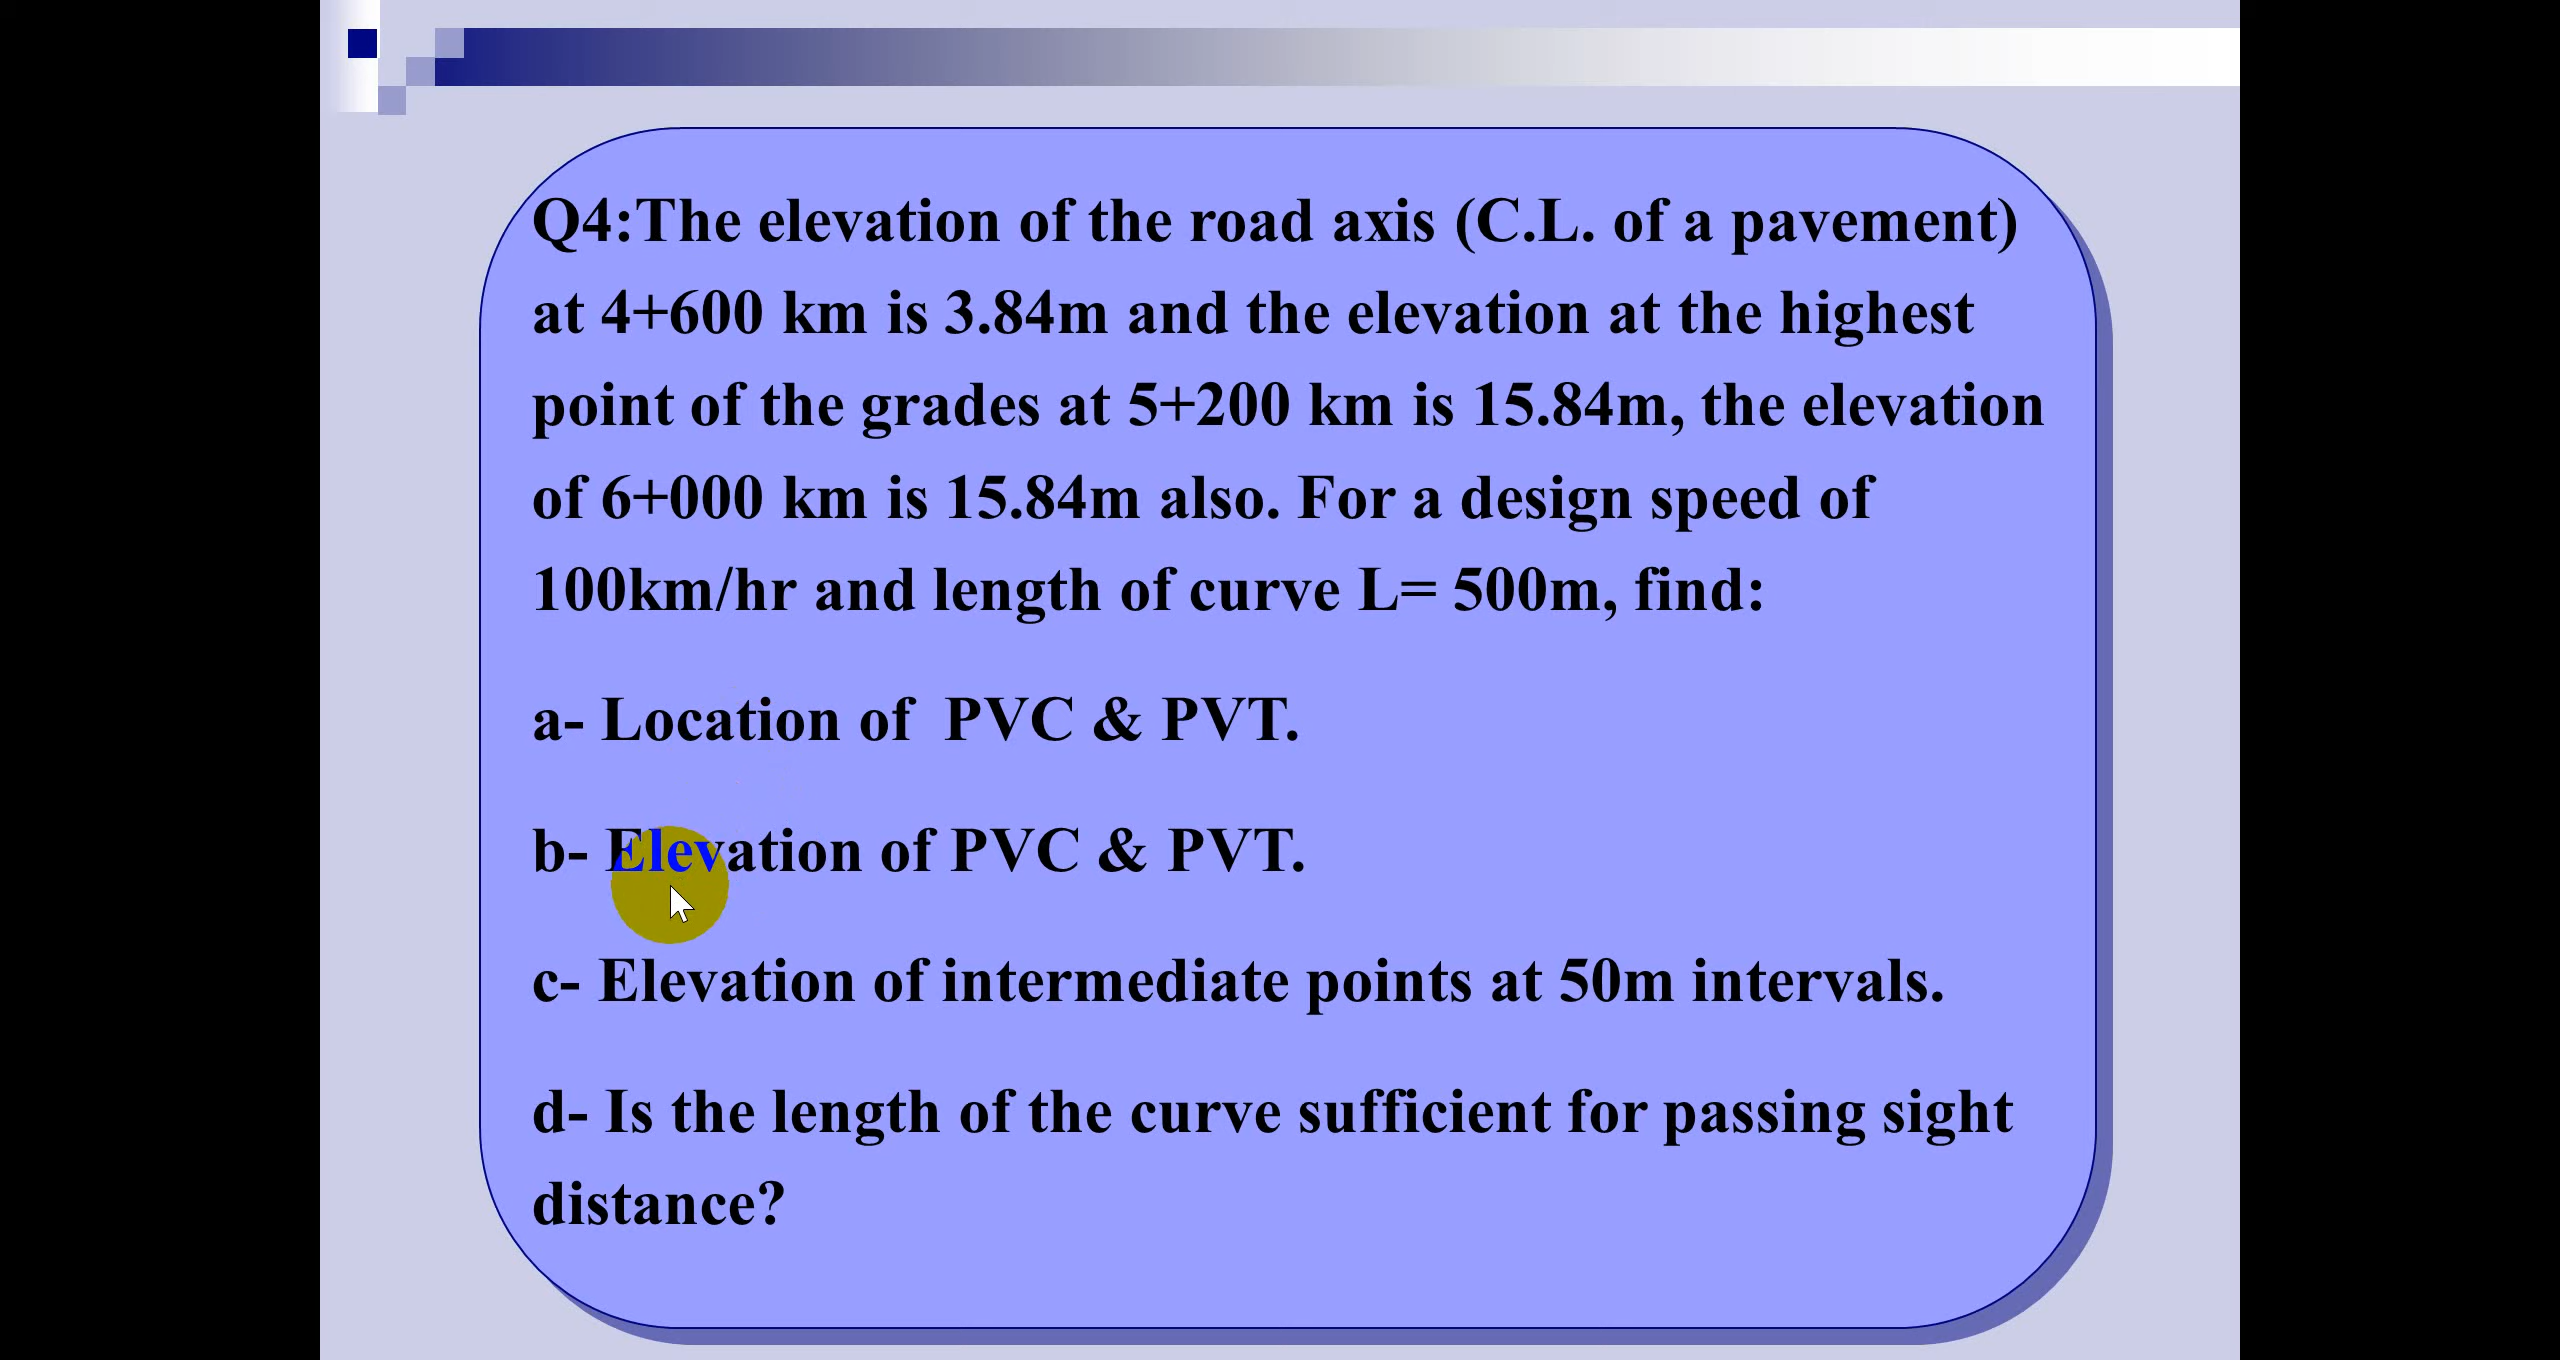 Q4:The elevation of the road axis (C.L. of a pavement)
at 4+600 km is 3.84m and the elevation at the highest
point of the grades at 5+200 km is 15.84m, the elevation
of 6+000 km is 15.84m also. For a design speed of
100km/hr and length of curve L= 500m, find:
a- Location of PVC & PVT.
b- Elevation of PVC & PVT.
c- Elevation of intermediate points at 50m intervals.
d- Is the length of the curve sufficient for passing sight
distance?